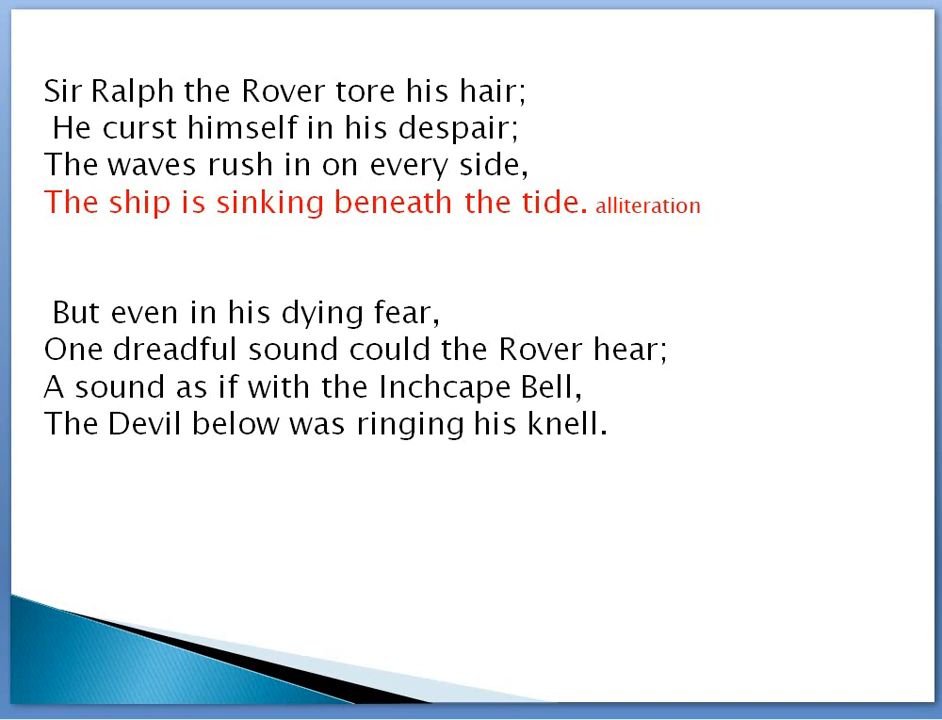 Sir Ralph the Rover tore his hair;
He curst himself in his despair;
The waves rush in on every side,
The ship is sinking beneath the tide. alliteration
But even in his dying fear,
One dreadful sound could the Rover hear;
A sound as if with the Inchcape Bell,
The Devil below was ringing his knell.